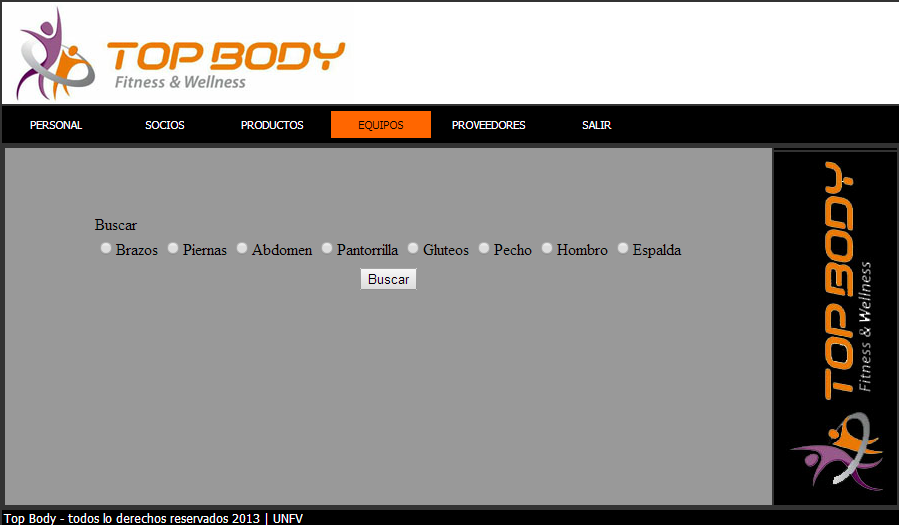 TOP BODY
Fitness & Wellness
PERSONAL SOCIOS PRODUCTOS EQUIPOS PROVEEDORES SALIR
Buscar
Brazos Piernas Abdomen Pantorrilla Gluteos Pecho Hombro Espalda
Buscar
TOP BODY
Fitness & Wellness
Top Body - todos lo derechos reservados 2013 | UNFV